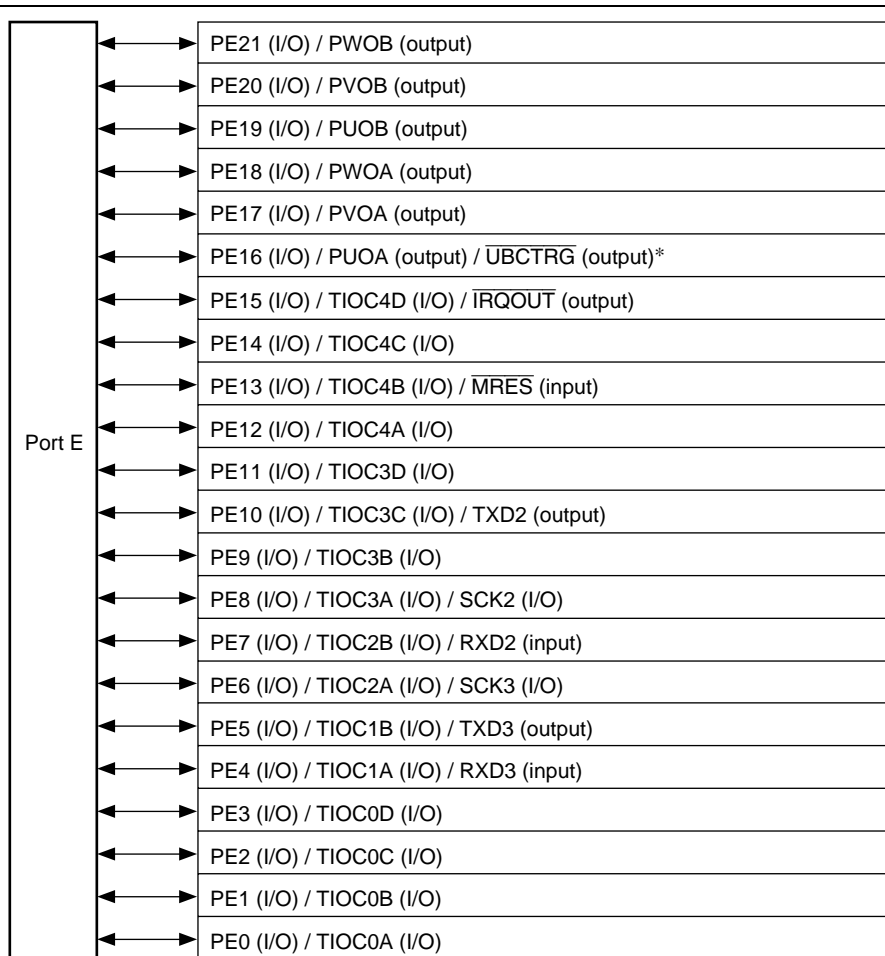 PE21 (I/O) / PWOB (output)
PE20 (I/O) / PVOB (output)
PE19 (I/O) / PUOB (output)
PE18 (I/O) / PWOA (output)
PE17 (I/O) / PVOA (output)
PE16 (I/O) / PUOA (output) / U̅B̅C̅T̅R̅G̅ (output)*
PE15 (I/O) / TIOC4D (I/O) / I̅R̅Q̅O̅U̅T̅ (output)
PE14 (I/O) / TIOC4C (I/O)
PE13 (I/O) / TIOC4B (I/O) / M̅R̅E̅S̅ (input)
Port E
PE12 (I/O) / TIOC4A (I/O)
PE11 (I/O) / TIOC3D (I/O)
PE10 (I/O) / TIOC3C (I/O) / TXD2 (output)
PE9 (I/O) / TIOC3B (I/O)
PE8 (I/O) / TIOC3A (I/O) / SCK2 (I/O)
PE7 (I/O) / TIOC2B (I/O) / RXD2 (input)
PE6 (I/O) / TIOC2A (I/O) / SCK3 (I/O)
PE5 (I/O) / TIOC1B (I/O) / TXD3 (output)
PE4 (I/O) / TIOC1A (I/O) / RXD3 (input)
PE3 (I/O) / TIOC0D (I/O)
PE2 (I/O) / TIOC0C (I/O)
PE1 (I/O) / TIOC0B (I/O)
PE0 (I/O) / TIOC0A (I/O)